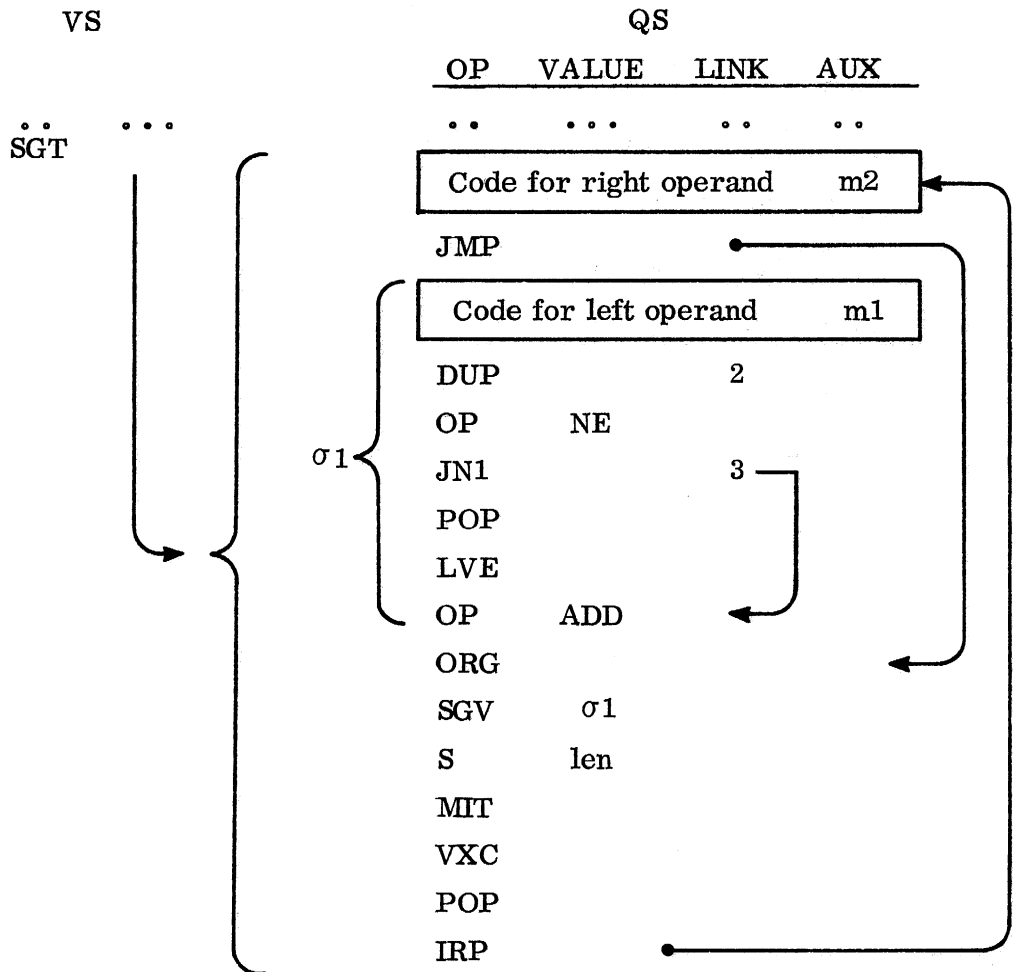 VS QS
OP VALUE LINK AUX
SGT
Code for right operand m2
JMP
Code for left operand m1
DUP 2
OP NE
σ1 JN1 3
POP
LVE
OP ADD
ORG
SGV σ1
S len
MIT
VXC
POP
IRP